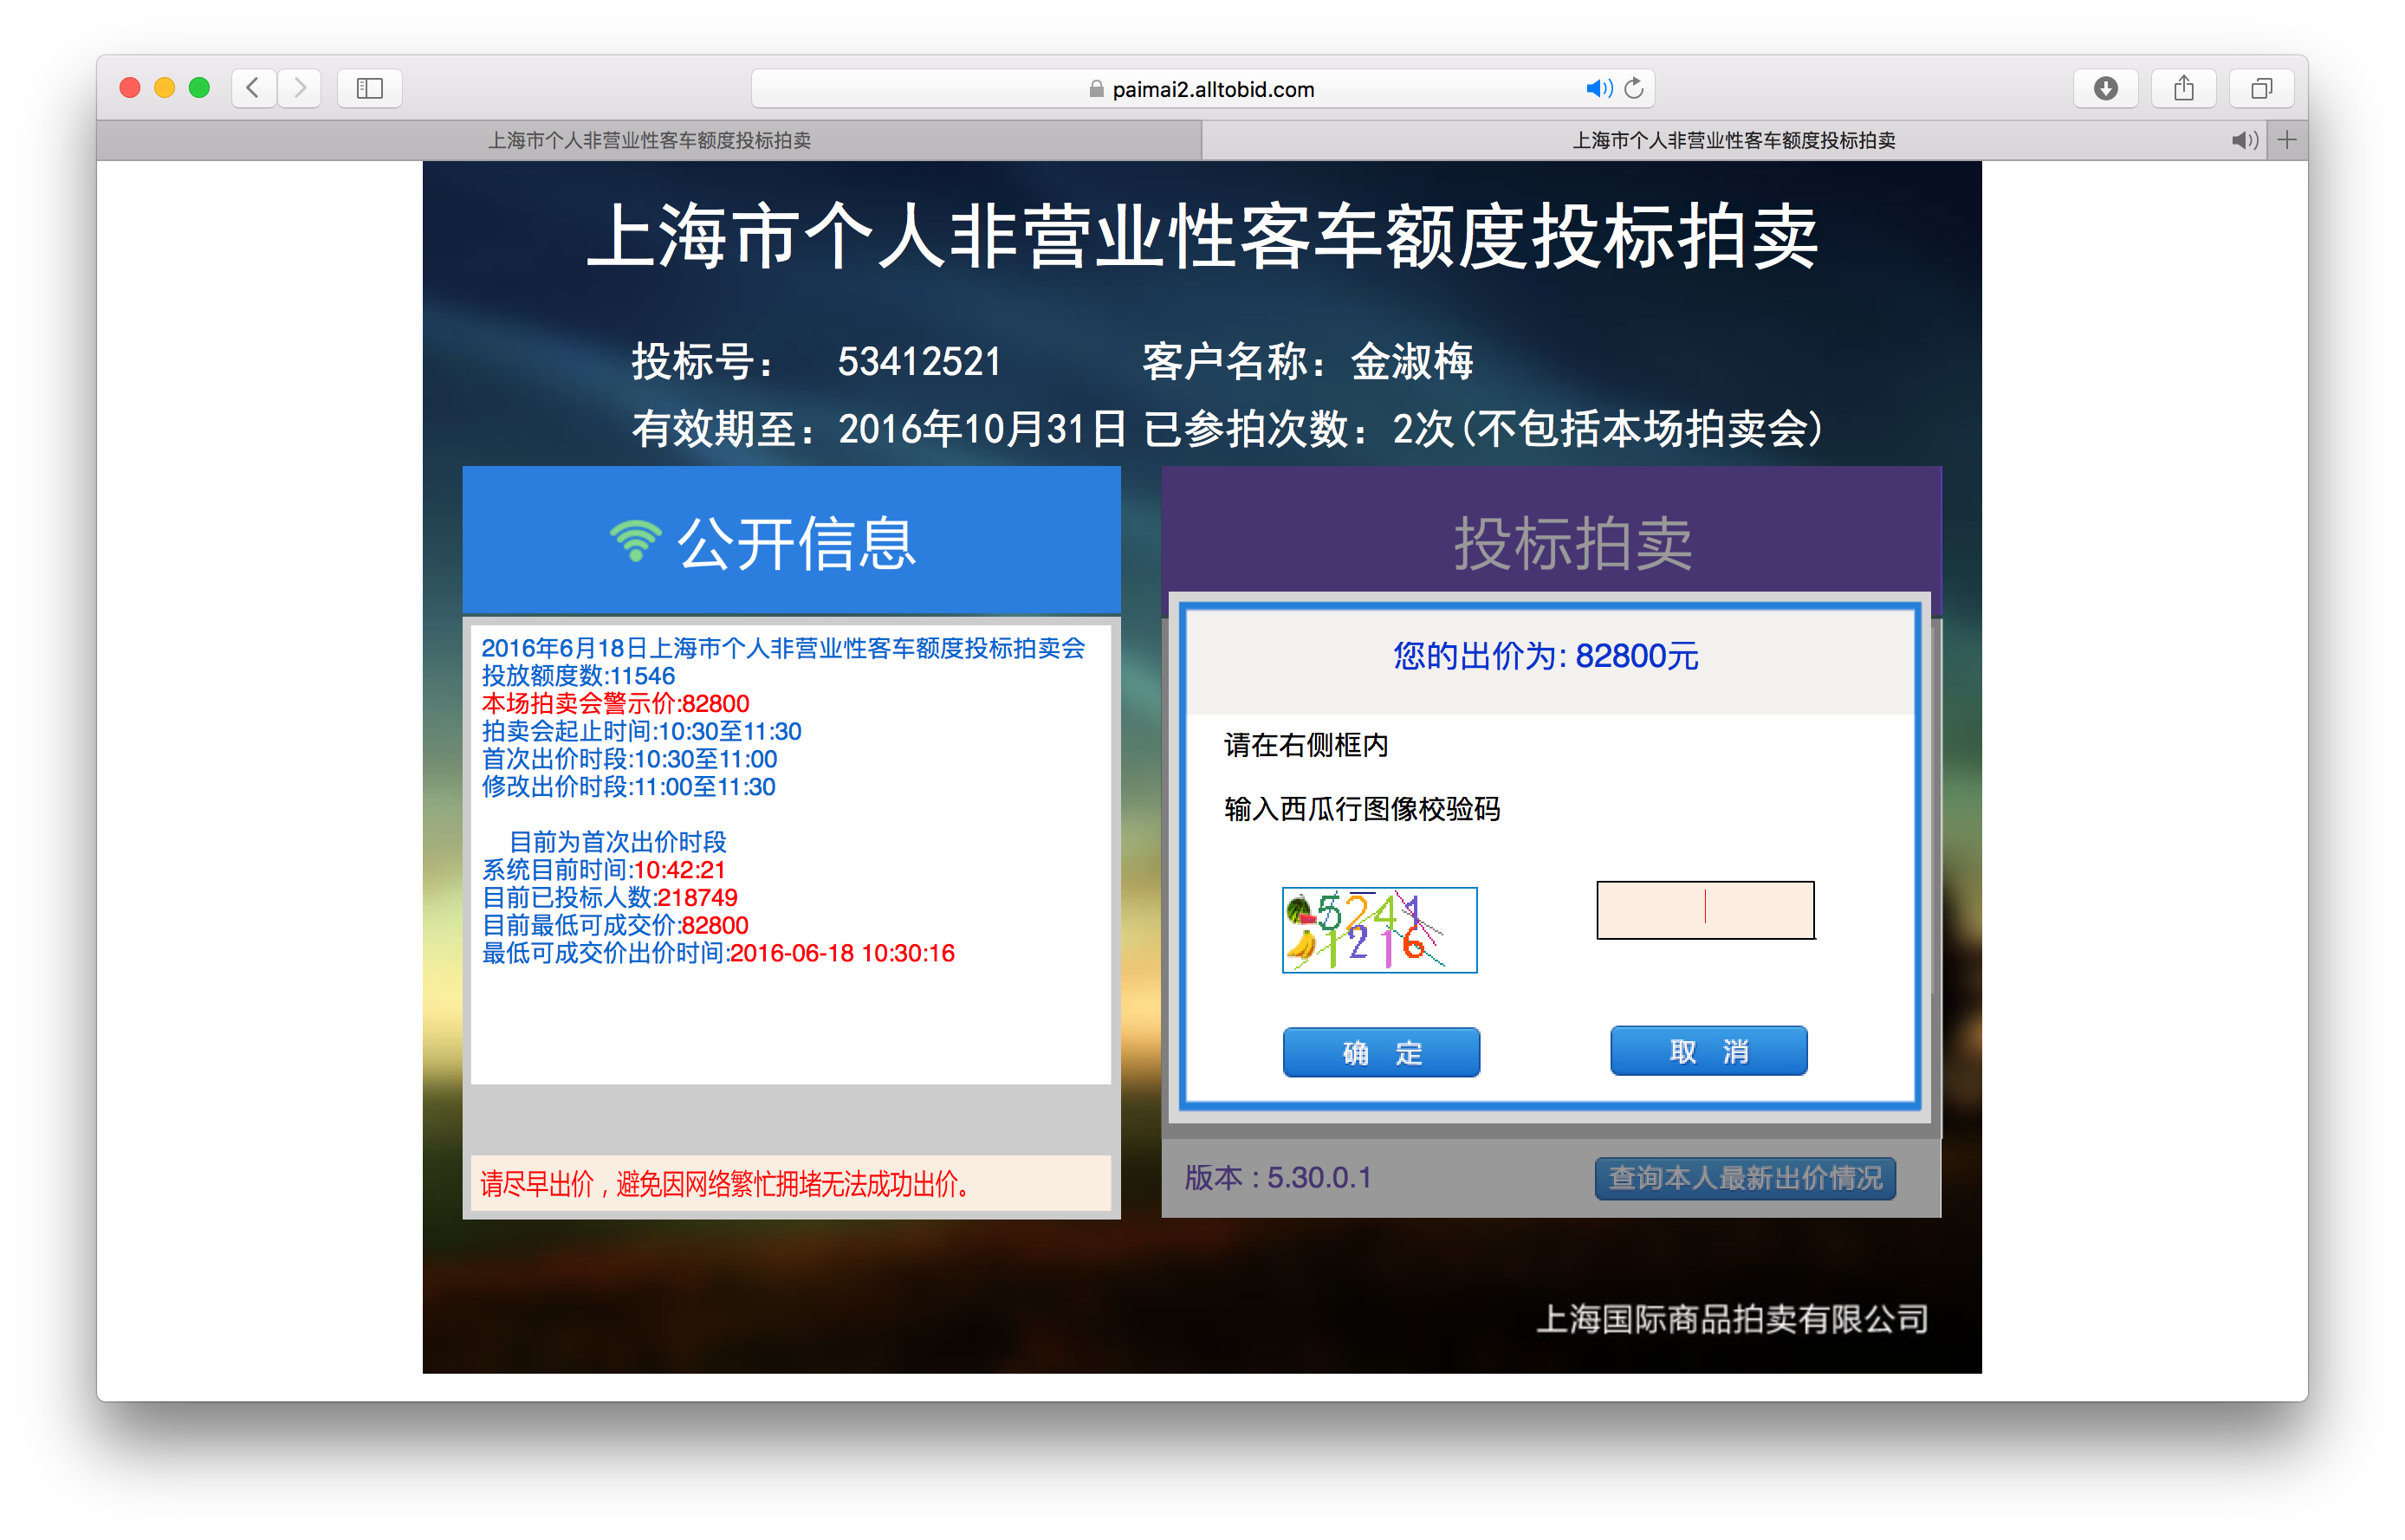 paimai2.alltobid.com
上海市个人非营业性客车额度投标拍卖
上海市个人非营业性客车额度投标拍卖
上海市个人非营业性客车额度投标拍卖
投标号： 53412521 客户名称：金淑梅
有效期至：2016年10月31日 已参拍次数：2次(不包括本场拍卖会)
公开信息
2016年6月18日上海市个人非营业性客车额度投标拍卖会
投放额度数:11546
本场拍卖会警示价:82800
拍卖会起止时间:10:30至11:30
首次出价时段:10:30至11:00
修改出价时段:11:00至11:30
目前为首次出价时段
系统目前时间:10:42:21
目前已投标人数:218749
目前最低可成交价:82800
最低可成交价出价时间:2016-06-18 10:30:16
请尽早出价，避免因网络繁忙拥堵无法成功出价。
投标拍卖
您的出价为: 82800元
请在右侧框内
输入西瓜行图像校验码
5241
1216
确 定
取 消
版本 : 5.30.0.1
查询本人最新出价情况
上海国际商品拍卖有限公司